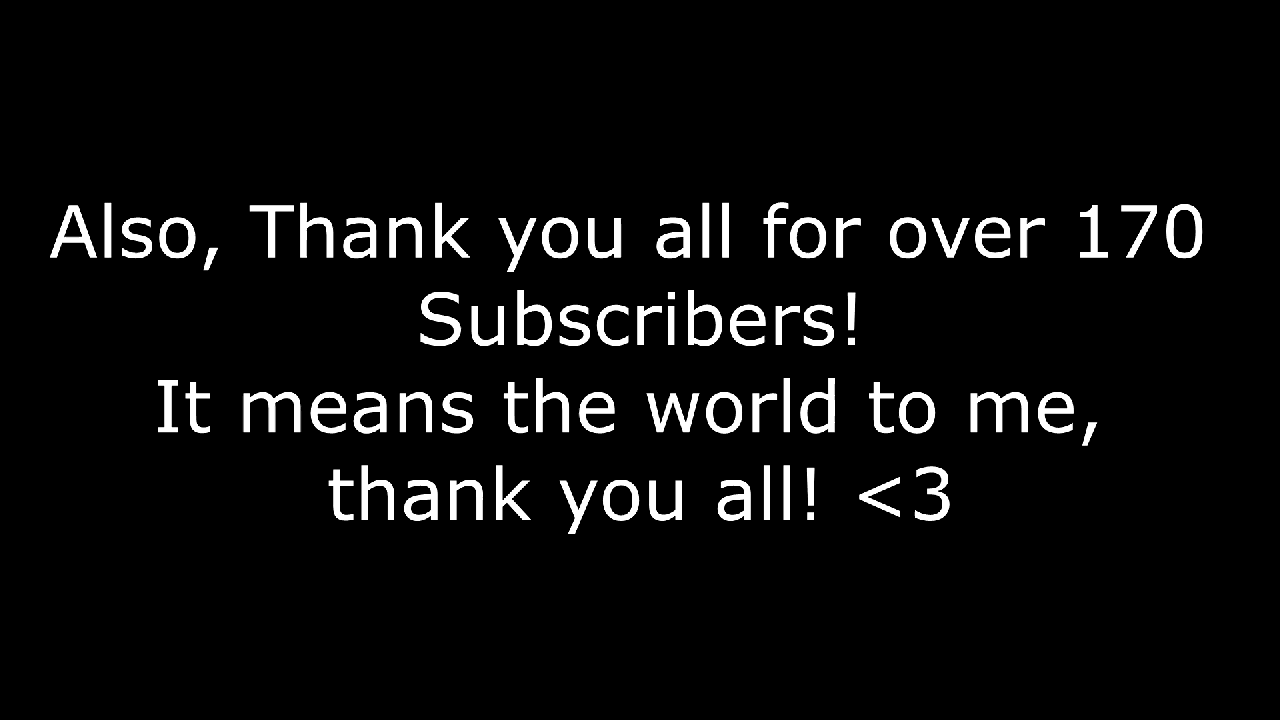 Also, Thank you all for over 170
Subscribers!
It means the world to me,
thank you all! <3